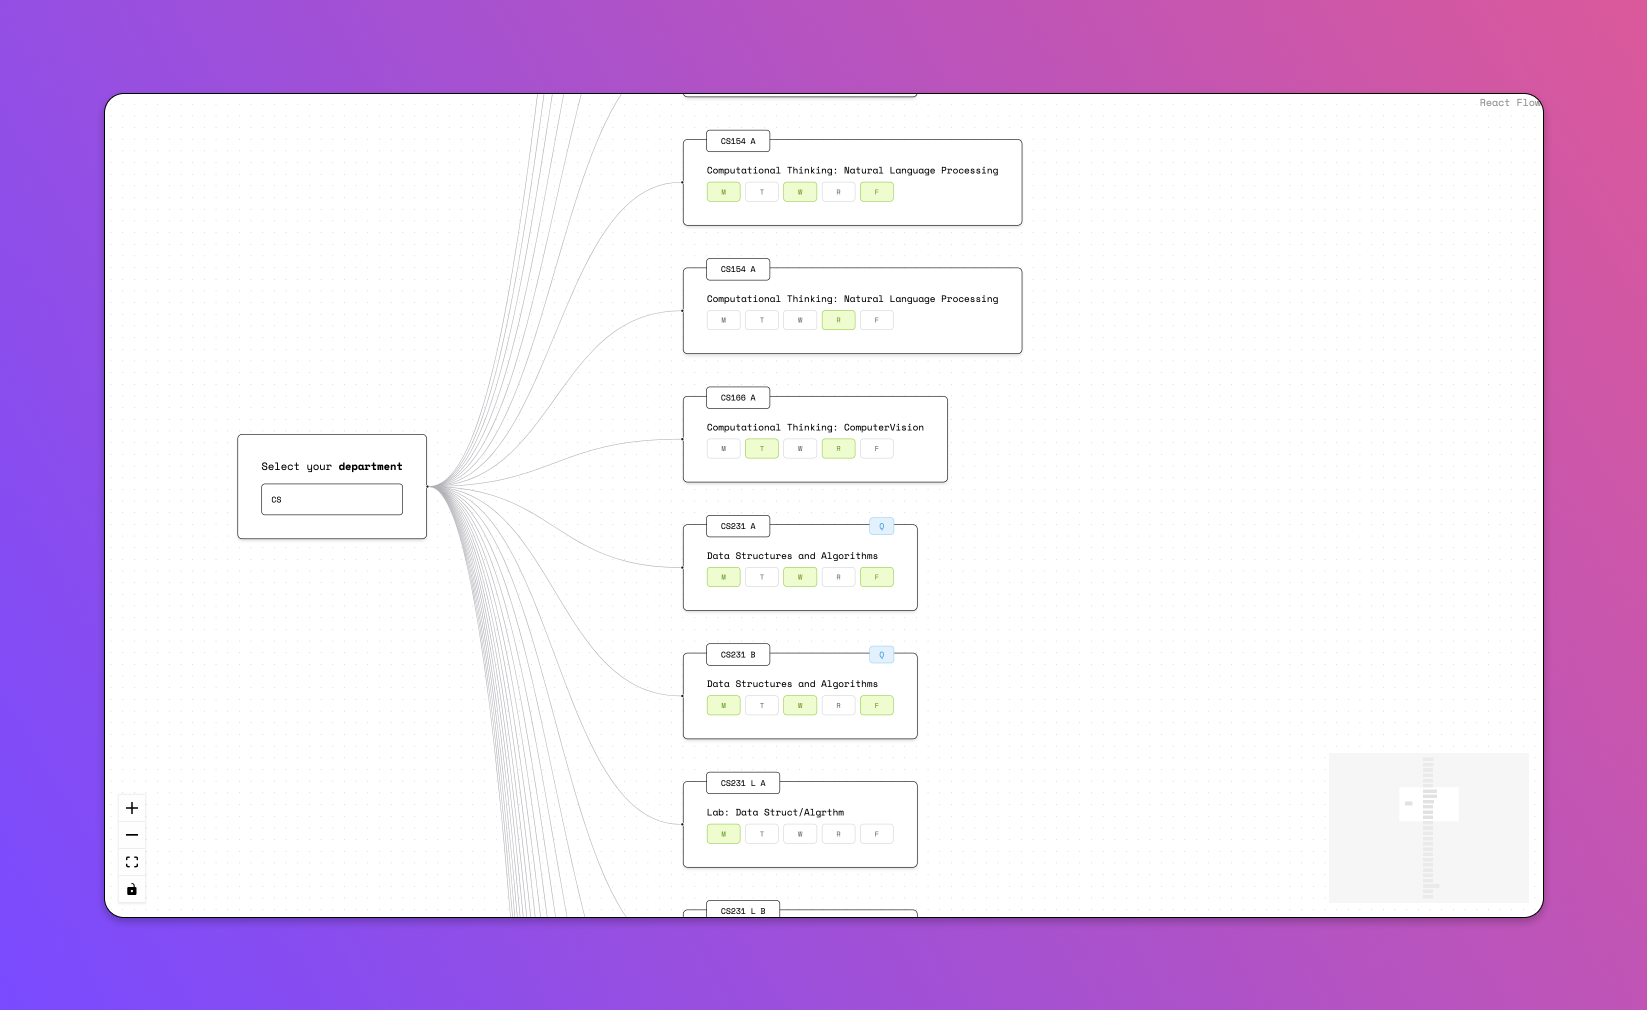 React Flow
CS154 A
Computational Thinking: Natural Language Processing
M T W R F
CS154 A
Computational Thinking: Natural Language Processing
M T W R F
CS166 A
Computational Thinking: ComputerVision
M T W R F
Select your department
CS
CS231 A Q
Data Structures and Algorithms
M T W R F
CS231 B Q
Data Structures and Algorithms
M T W R F
CS231 L A
Lab: Data Struct/Algrthm
M T W R F
CS231 L B